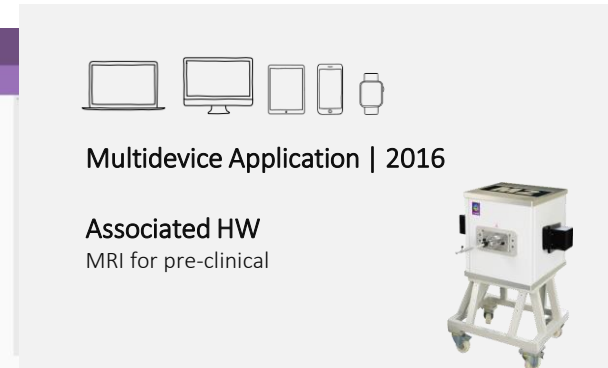 Multidevice Application | 2016
Associated HW
MRI for pre-clinical